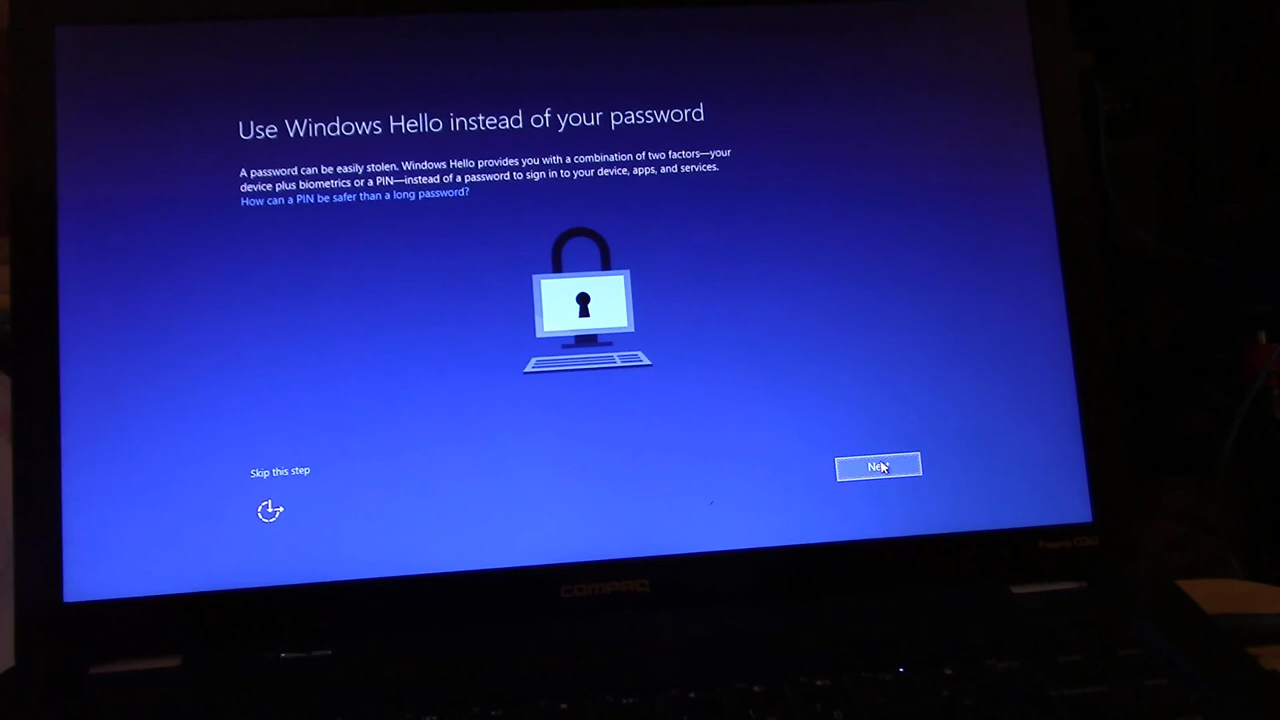 Use Windows Hello instead of your password
A password can be easily stolen. Windows Hello provides you with a combination of two factors—your
device plus biometrics or a PIN—instead of a password to sign in to your device, apps, and services.
How can a PIN be safer than a long password?
Skip this step
Next
COMPAQ